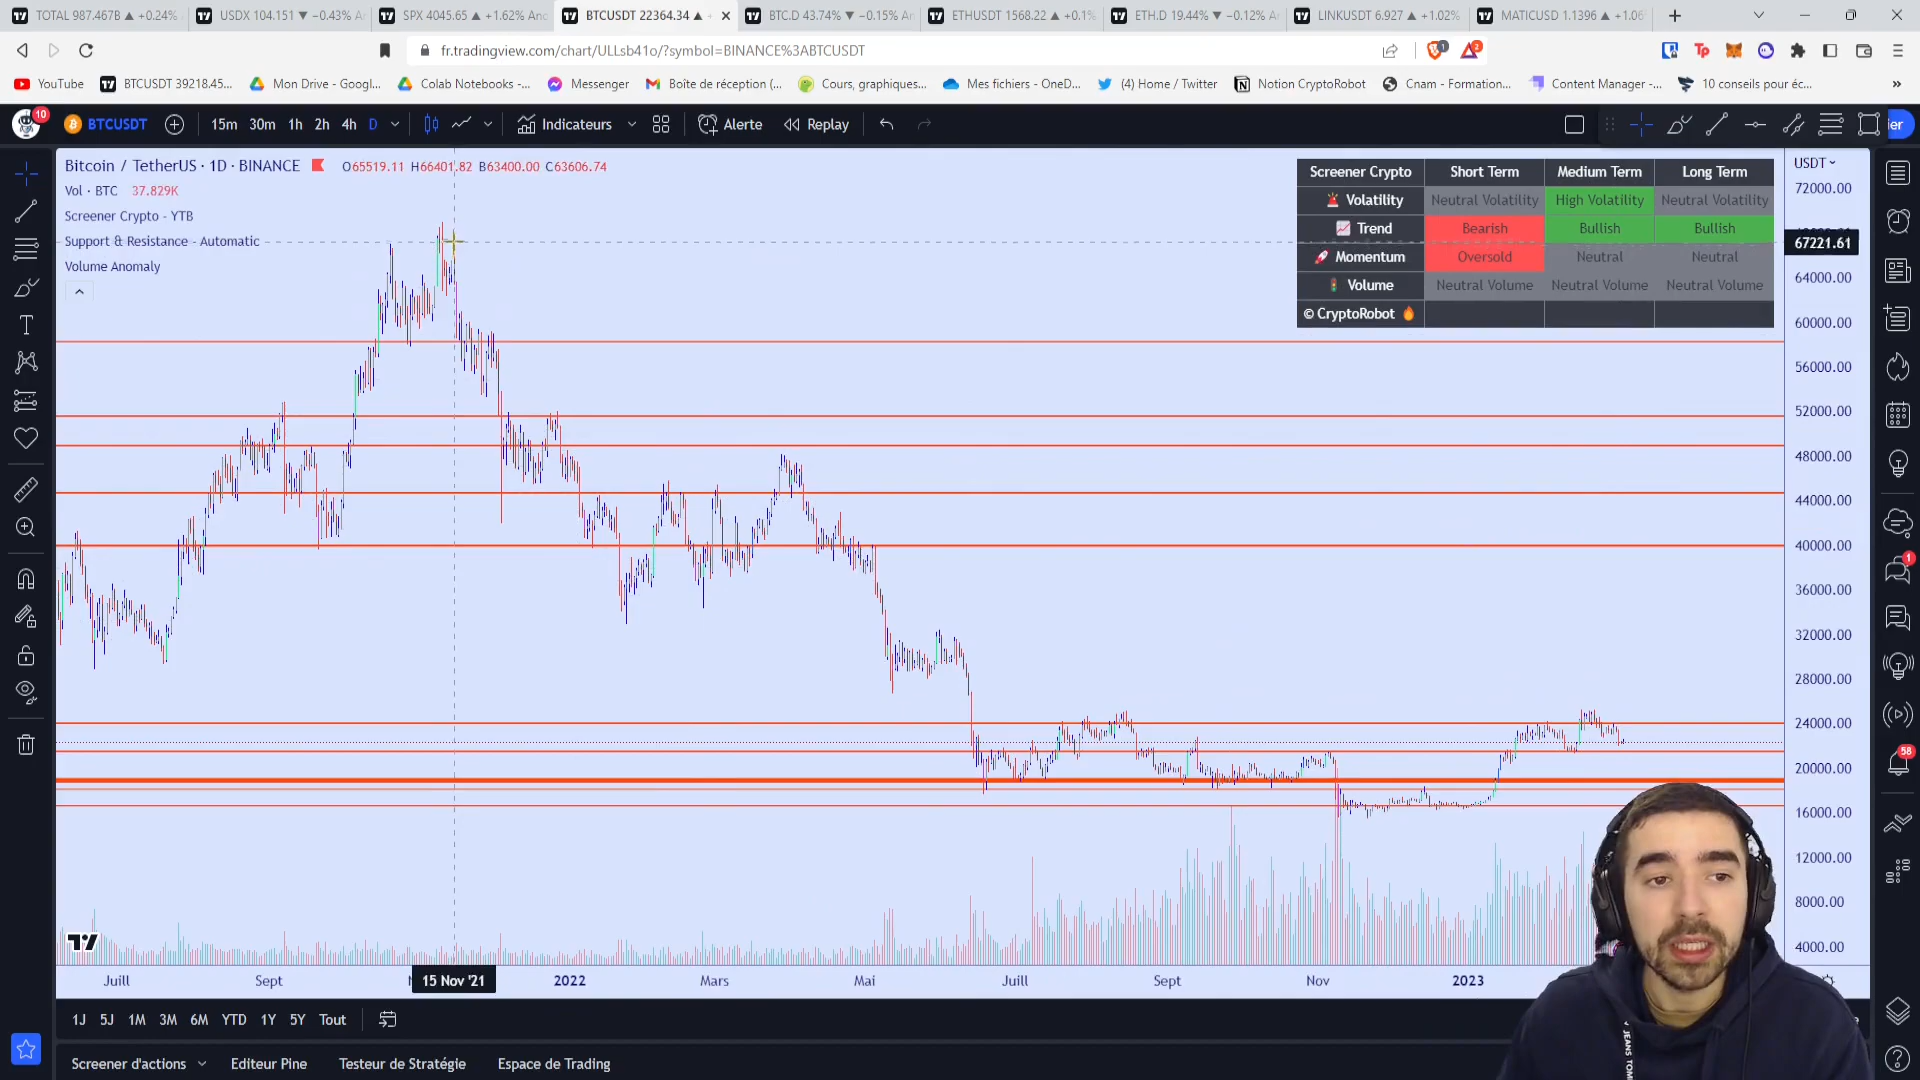 TOTAL 987.467B ▲ +0.24%
USDX 104.151 ▼ −0.43%
SPX 4045.65 ▲ +1.62%
BTCUSDT 22364.34 ▲
BTC.D 43.74% ▼ −0.15%
ETHUSDT 1568.22 ▲ +0.1%
ETH.D 19.44% ▼ −0.12%
LINKUSDT 6.927 ▲ +1.02%
MATICUSD 1.1396 ▲ +1.06
fr.tradingview.com/chart/ULLsb41o/?symbol=BINANCE%3ABTCUSDT
1
2
YouTube
BTCUSDT 39218.45...
Mon Drive - Googl...
Colab Notebooks -...
Messenger
Boîte de réception (...
Cours, graphiques...
Mes fichiers - OneD...
(4) Home / Twitter
Notion CryptoRobot
Cnam - Formation...
Content Manager -...
10 conseils pour éc...
10
BTCUSDT
15m 30m 1h 2h 4h D
Indicateurs
Alerte
Replay
ier
Bitcoin / TetherUS · 1D · BINANCE
O65519.11 H66401.82 B63400.00 C63606.74
Vol · BTC 37.829K
Screener Crypto - YTB
Support & Resistance - Automatic
Volume Anomaly
Screener Crypto Short Term Medium Term Long Term
Volatility Neutral Volatility High Volatility Neutral Volatility
Trend Bearish Bullish Bullish
Momentum Oversold Neutral Neutral
Volume Neutral Volume Neutral Volume Neutral Volume
© CryptoRobot
USDT
72000.00
67221.61
64000.00
60000.00
56000.00
52000.00
48000.00
44000.00
40000.00
36000.00
32000.00
28000.00
24000.00
20000.00
16000.00
12000.00
8000.00
4000.00
1
58
Juill
Sept
15 Nov '21
2022
Mars
Mai
Juill
Sept
Nov
2023
1J 5J 1M 3M 6M YTD 1Y 5Y Tout
Screener d'actions
Editeur Pine
Testeur de Stratégie
Espace de Trading
JEANS TOM